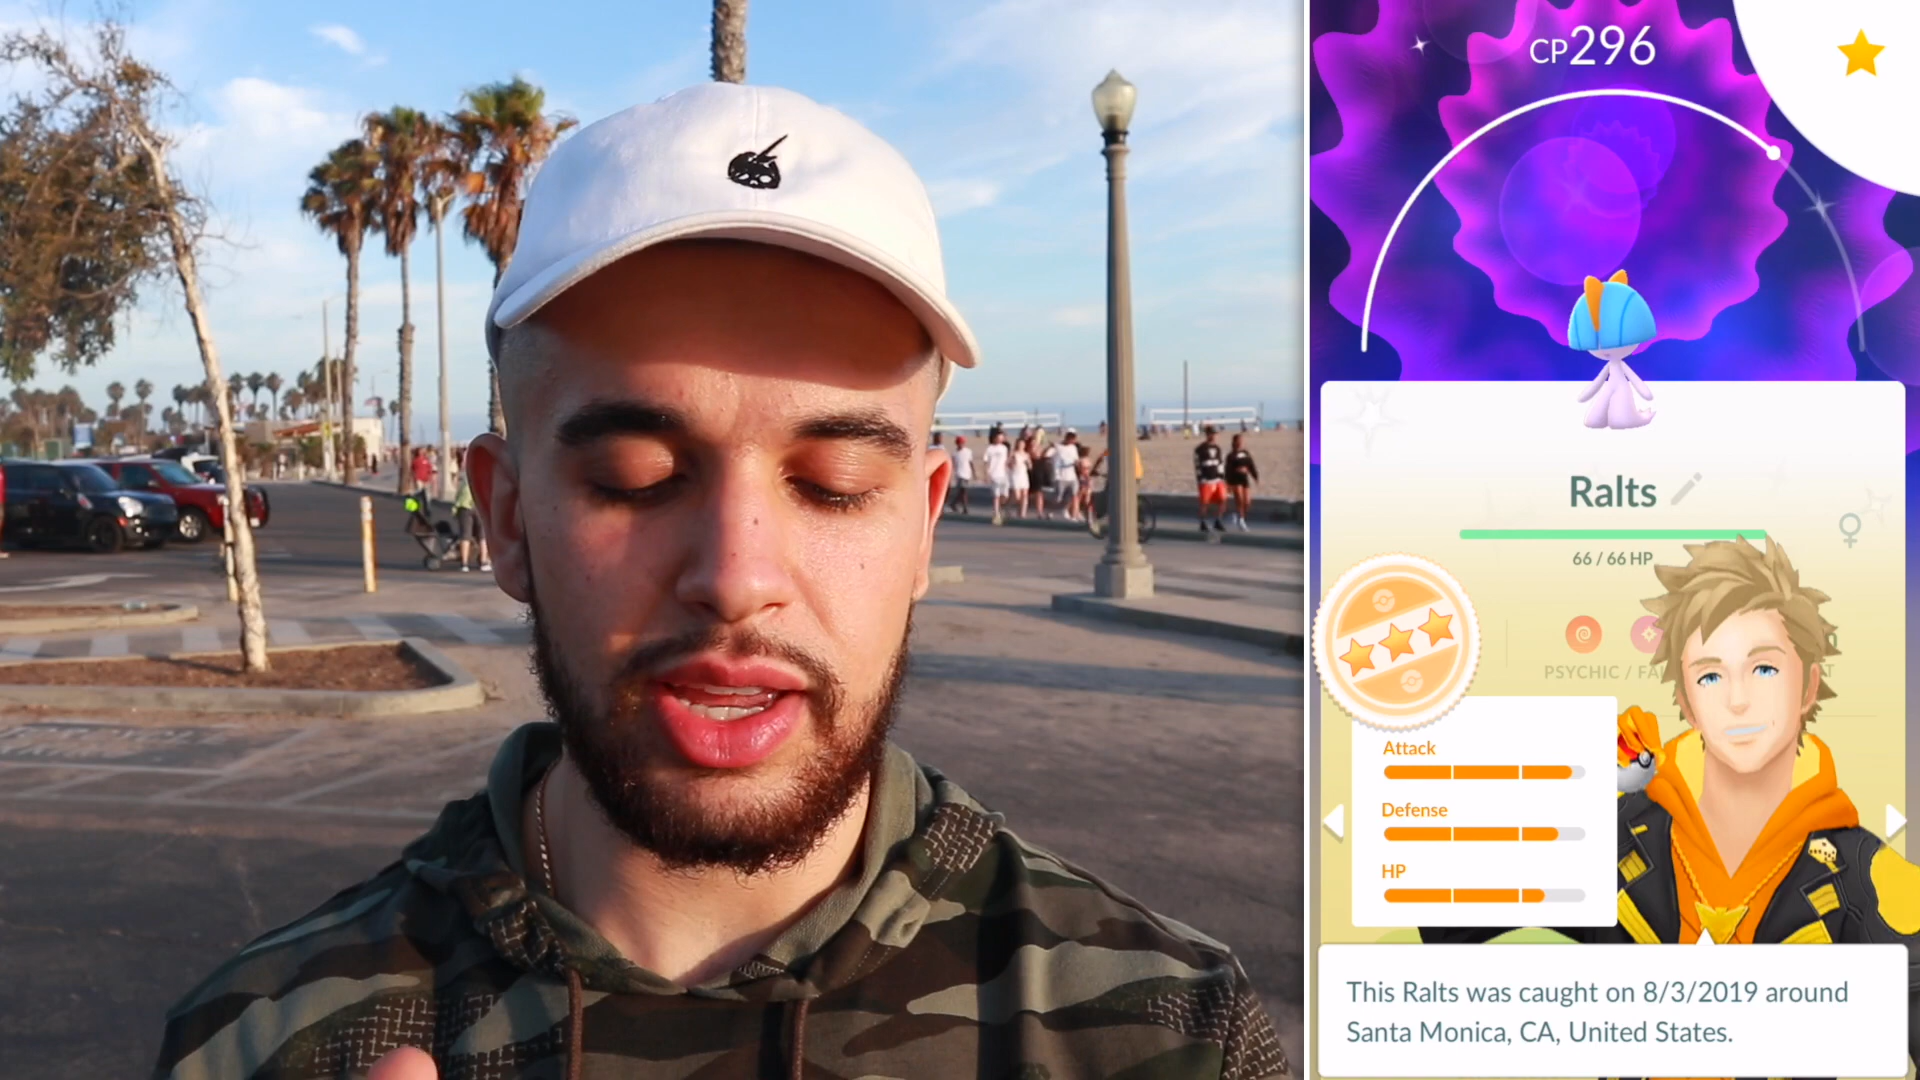 CP296
Ralts
66 / 66 HP
PSYCHIC / FAI
Attack
Defense
HP
This Ralts was caught on 8/3/2019 around
Santa Monica, CA, United States.